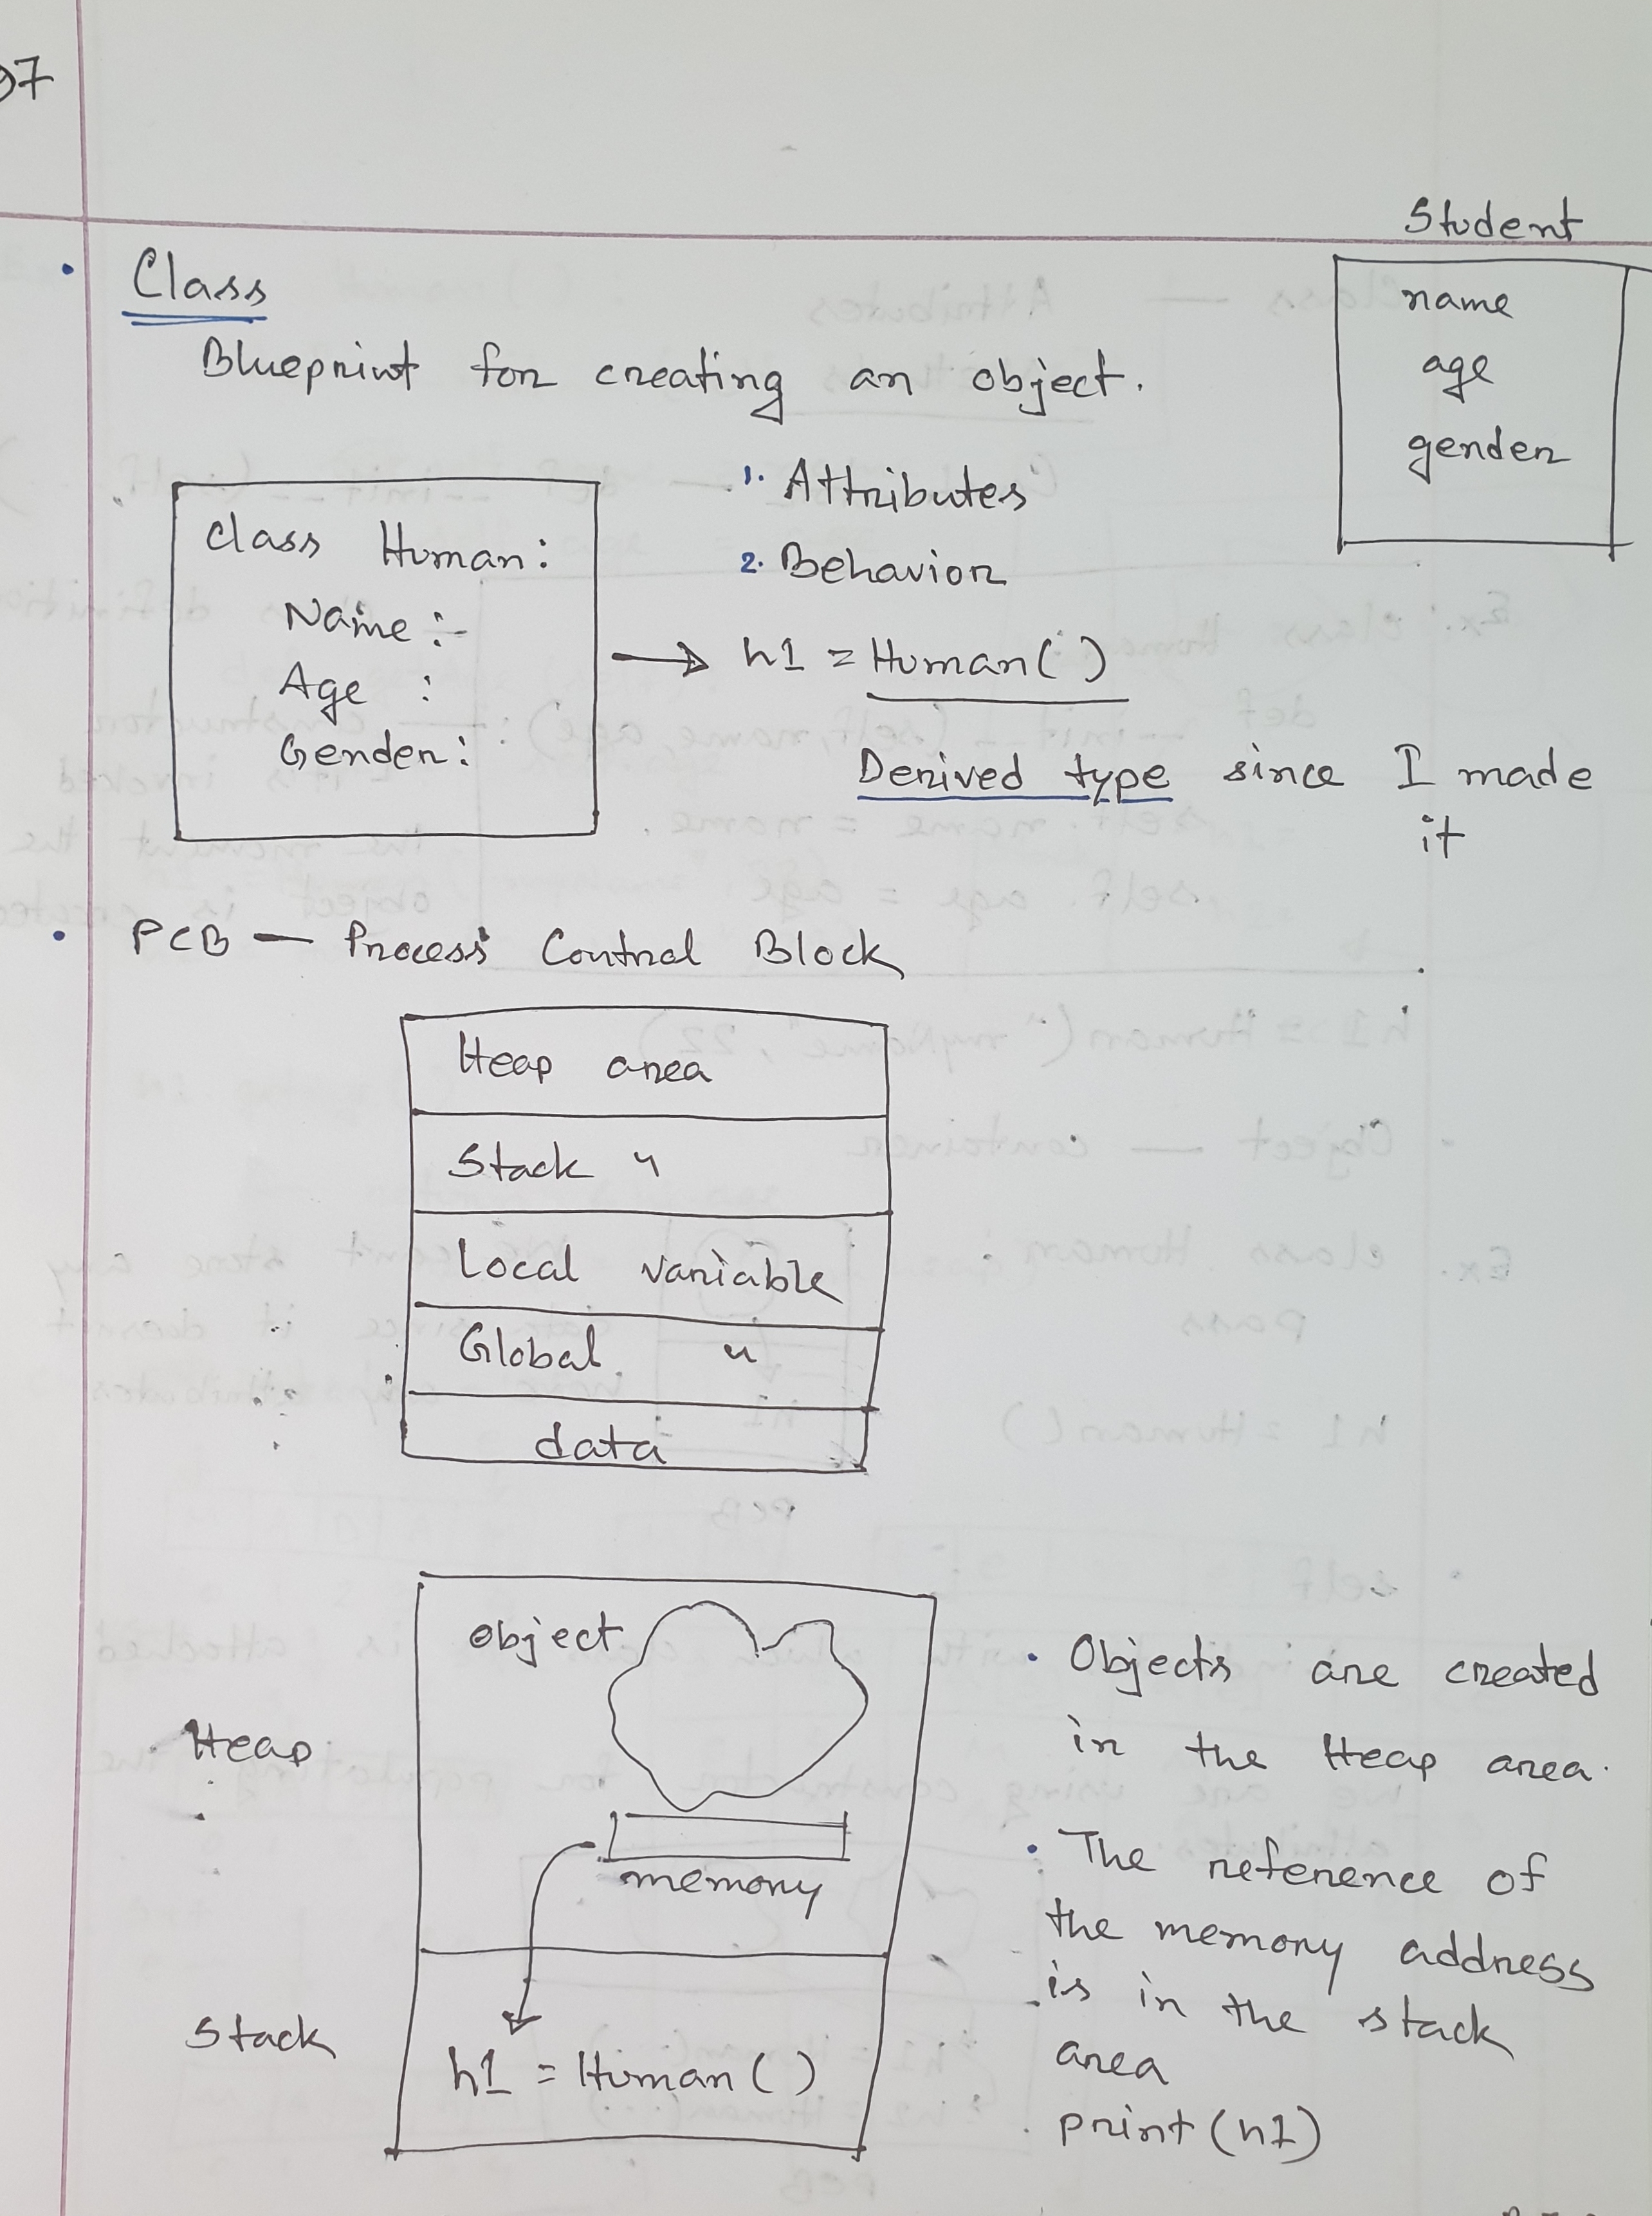 07
Student
name
age
gender
Class
Blueprint for creating an object.
1. Attributes
2. Behavior
class Human:
Name :-
Age :
Gender:
→ h1 = Human()
Derived type since I made
it
PCB — Process Control Block
Heap area
Stack "
Local variable
Global "
data
Object
memory
Heap
Stack
h1 = Human()
• Objects are created
in the Heap area.
• The reference of
the memory address
is in the stack
area
print(h1)